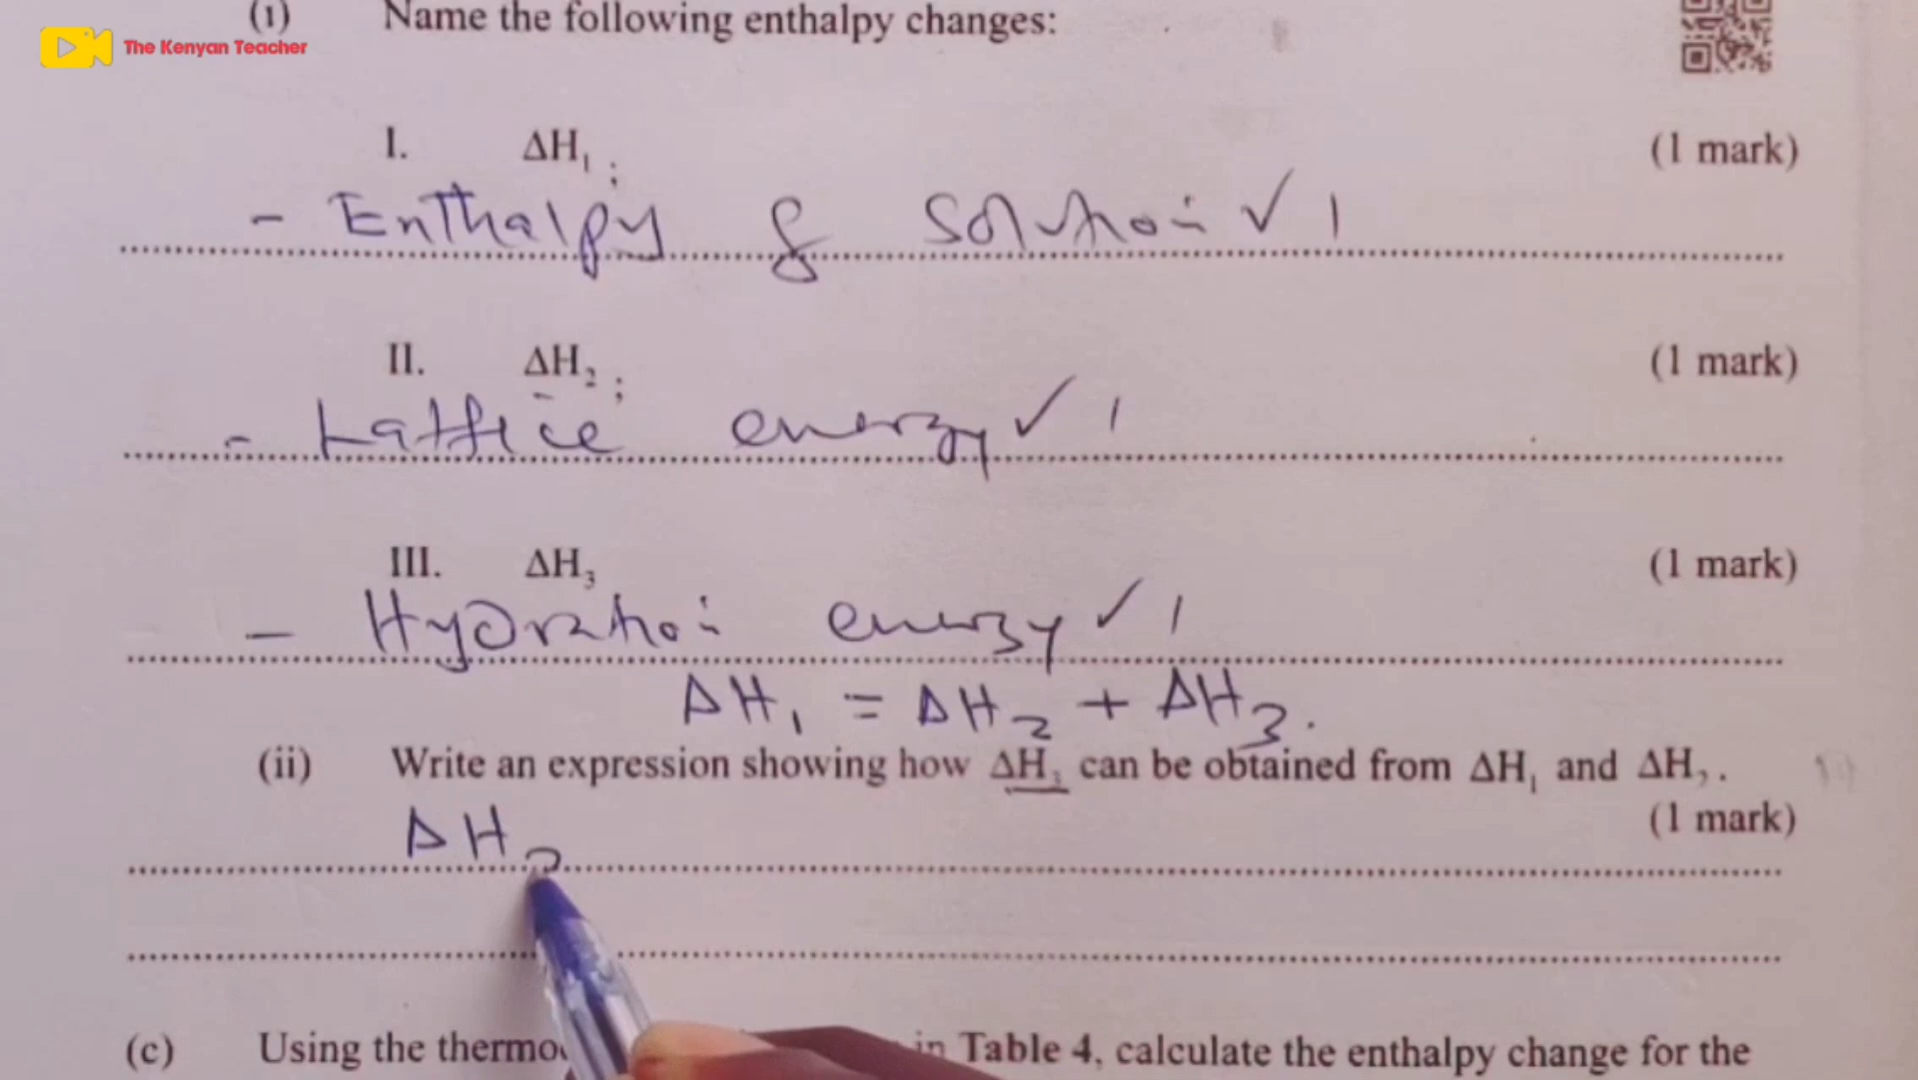 (i) Name the following enthalpy changes:
The Kenyan Teacher
I. ΔH₁ ; (1 mark)
- Enthalpy of solution ✓ 1
II. ΔH₂ ; (1 mark)
- Lattice energy ✓ 1
III. ΔH₃ (1 mark)
- Hydration energy ✓ 1
ΔH₁ = ΔH₂ + ΔH₃.
(ii) Write an expression showing how ΔH₃ can be obtained from ΔH₁ and ΔH₂.
(1 mark)
ΔH
(c) Using the in Table 4, calculate the enthalpy change for the